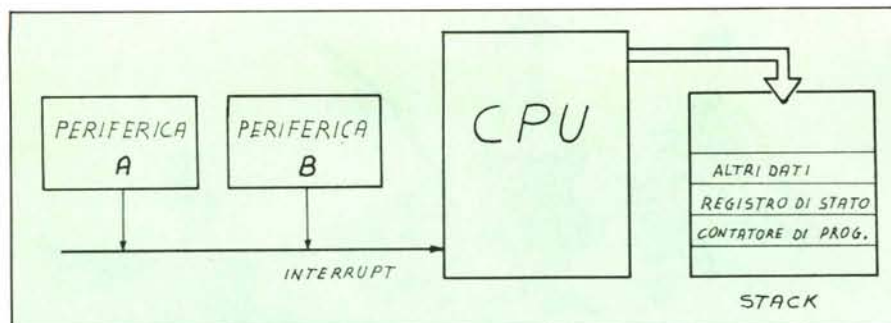 PERIFERICA
A
PERIFERICA
B
INTERRUPT
CPU
ALTRI DATI
REGISTRO DI STATO
CONTATORE DI PROG.
STACK